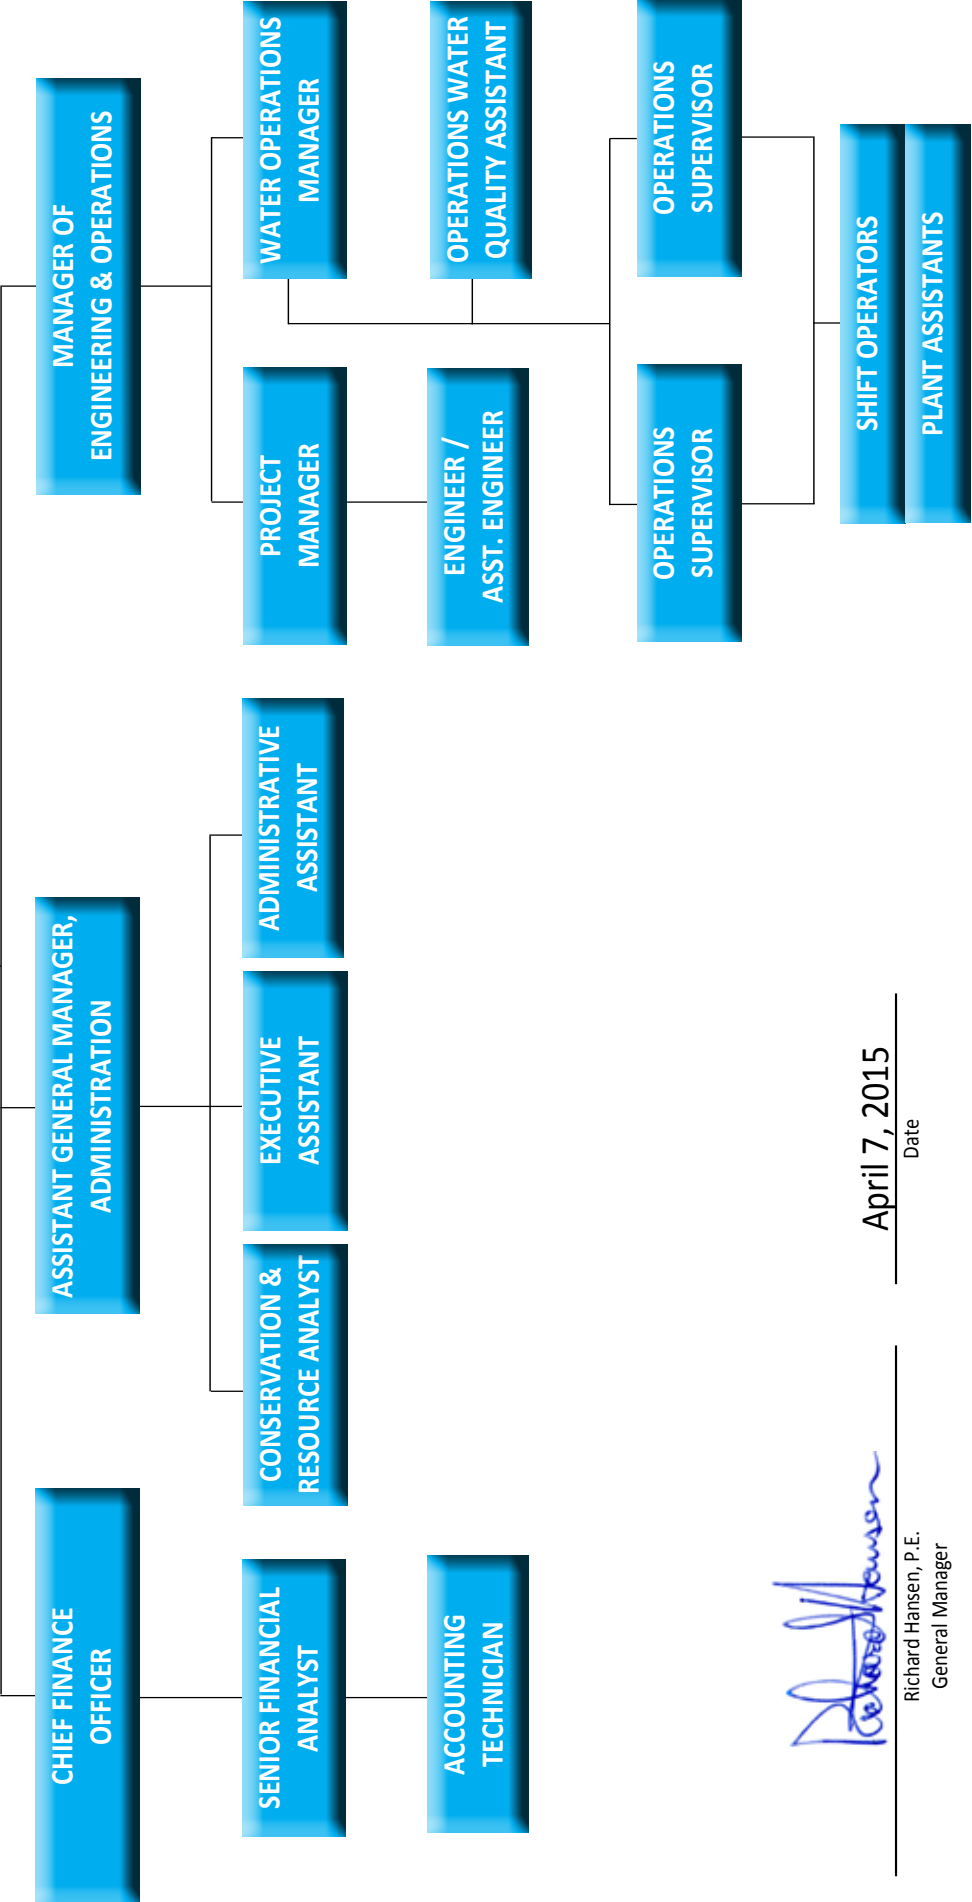 CHIEF FINANCE
OFFICER
ASSISTANT GENERAL MANAGER,
ADMINISTRATION
MANAGER OF
ENGINEERING & OPERATIONS
SENIOR FINANCIAL
ANALYST
CONSERVATION &
RESOURCE ANALYST
EXECUTIVE
ASSISTANT
ADMINISTRATIVE
ASSISTANT
PROJECT
MANAGER
WATER OPERATIONS
MANAGER
ACCOUNTING
TECHNICIAN
ENGINEER /
ASST. ENGINEER
OPERATIONS WATER
QUALITY ASSISTANT
OPERATIONS
SUPERVISOR
OPERATIONS
SUPERVISOR
SHIFT OPERATORS
PLANT ASSISTANTS
Richard Hansen
April 7, 2015
Richard Hansen, P.E.
General Manager
Date